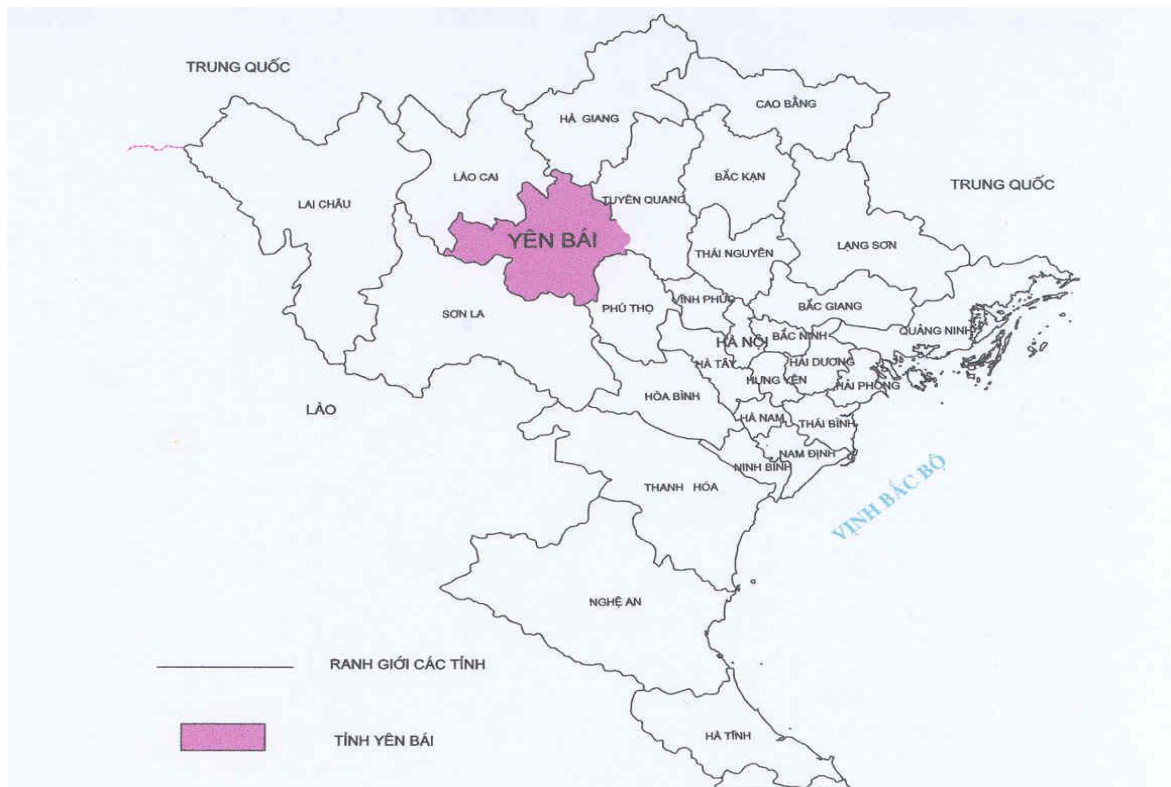 TRUNG QUỐC
CAO BẰNG
HÀ GIANG
LÀO CAI
BẮC KẠN
TRUNG QUỐC
LAI CHÂU
TUYÊN QUANG
YÊN BÁI
LẠNG SƠN
THÁI NGUYÊN
SƠN LA
PHÚ THỌ
VĨNH PHÚC
BẮC GIANG
QUẢNG NINH
HÀ NỘI
BẮC NINH
HÀ TÂY
HẢI DƯƠNG
HƯNG YÊN
HẢI PHÒNG
LÀO
HÒA BÌNH
HÀ NAM
THÁI BÌNH
NAM ĐỊNH
NINH BÌNH
THANH HÓA
VỊNH BẮC BỘ
NGHỆ AN
RANH GIỚI CÁC TỈNH
TỈNH YÊN BÁI
HÀ TĨNH